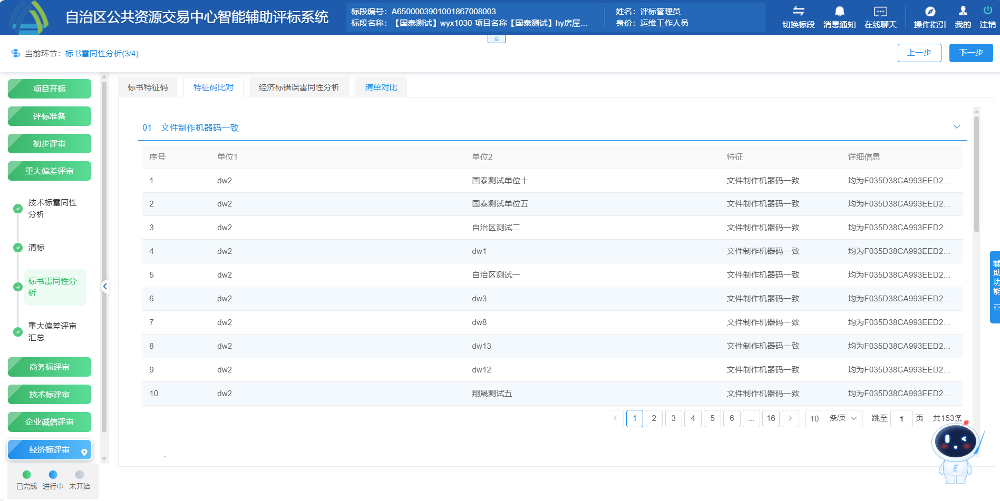 自治区公共资源交易中心智能辅助评标系统
标段编号：A6500003901001867008003
标段名称：【国泰测试】wyx1030-项目名称【国泰测试】hy房屋...
姓名：评标管理员
身份：运维工作人员
切换标段
消息通知
在线聊天
操作指引
我的
注销
当前环节：标书雷同性分析(3/4)
上一步
下一步
项目开标
评标准备
初步评审
重大偏差评审
技术标雷同性
分析
清标
标书雷同性分
析
重大偏差评审
汇总
商务标评审
技术标评审
企业诚信评审
经济标评审
已完成 进行中 未开始
标书特征码 特征码比对 经济标错误雷同性分析 清单对比
01 文件制作机器码一致
序号 单位1 单位2 特征 详细信息
1 dw2 国泰测试单位十 文件制作机器码一致 均为F035D38CA993EED2...
2 dw2 国泰测试单位五 文件制作机器码一致 均为F035D38CA993EED2...
3 dw2 自治区测试二 文件制作机器码一致 均为F035D38CA993EED2...
4 dw2 dw1 文件制作机器码一致 均为F035D38CA993EED2...
5 dw2 自治区测试一 文件制作机器码一致 均为F035D38CA993EED2...
6 dw2 dw3 文件制作机器码一致 均为F035D38CA993EED2...
7 dw2 dw8 文件制作机器码一致 均为F035D38CA993EED2...
8 dw2 dw13 文件制作机器码一致 均为F035D38CA993EED2...
9 dw2 dw12 文件制作机器码一致 均为F035D38CA993EED2...
10 dw2 翔晟测试五 文件制作机器码一致 均为F035D38CA993EED2...
1 2 3 4 5 6 ... 16 10 条/页 跳至 1 页 共153条
辅助功能
E